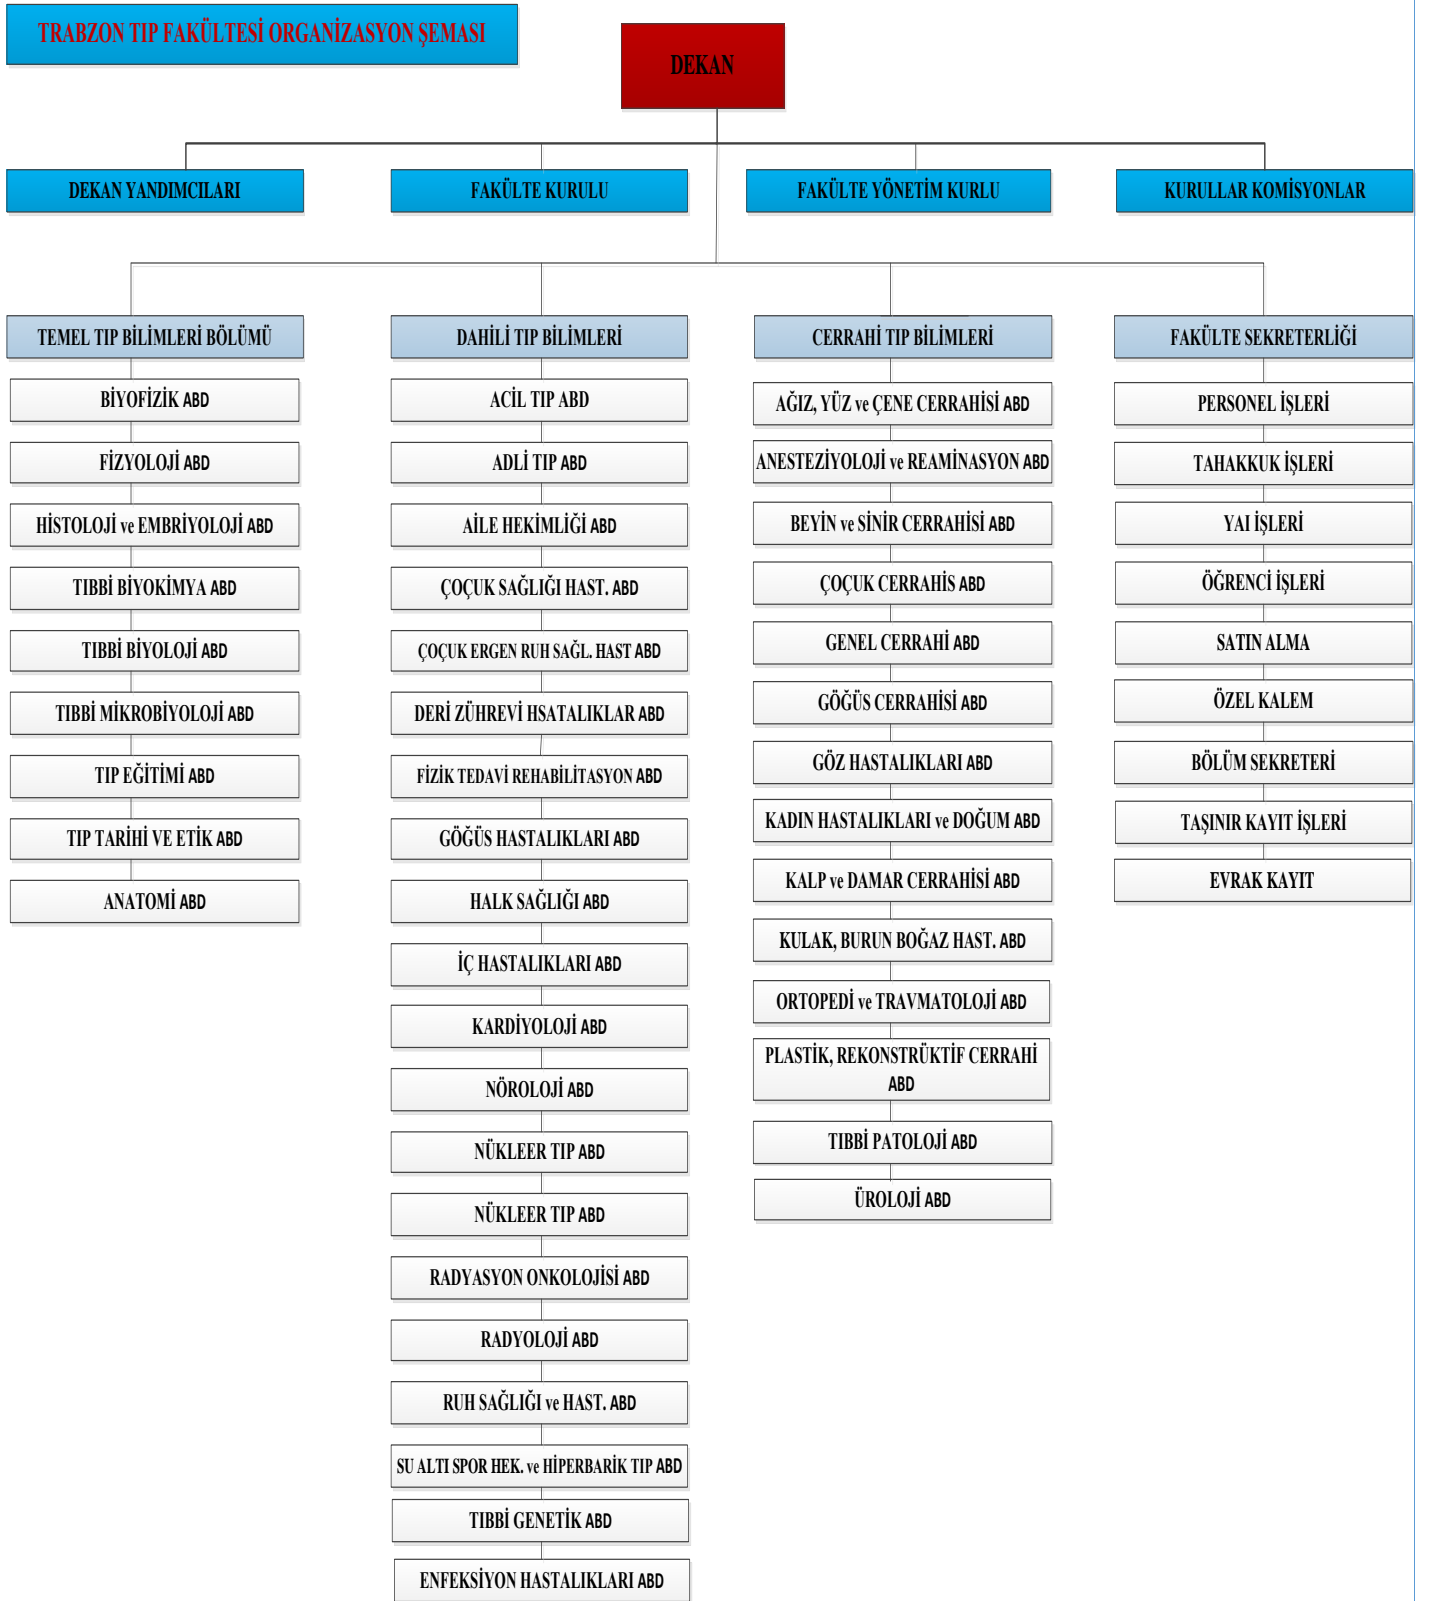 TRABZON TIP FAKÜLTESİ ORGANİZASYON ŞEMASI
DEKAN
DEKAN YANDIMCILARI
FAKÜLTE KURULU
FAKÜLTE YÖNETİM KURLU
KURULLAR KOMİSYONLAR
TEMEL TIP BİLİMLERİ BÖLÜMÜ
BİYOFİZİK ABD
FİZYOLOJİ ABD
HİSTOLOJİ ve EMBRİYOLOJİ ABD
TIBBİ BİYOKİMYA ABD
TIBBİ BİYOLOJİ ABD
TIBBİ MİKROBİYOLOJİ ABD
TIP EĞİTİMİ ABD
TIP TARİHİ VE ETİK ABD
ANATOMİ ABD
DAHİLİ TIP BİLİMLERİ
ACİL TIP ABD
ADLİ TIP ABD
AİLE HEKİMLİĞİ ABD
ÇOÇUK SAĞLIĞI HAST. ABD
ÇOÇUK ERGEN RUH SAĞL. HAST ABD
DERİ ZÜHREVİ HSATALIKLAR ABD
FİZİK TEDAVİ REHABİLİTASYON ABD
GÖĞÜS HASTALIKLARI ABD
HALK SAĞLIĞI ABD
İÇ HASTALIKLARI ABD
KARDİYOLOJİ ABD
NÖROLOJİ ABD
NÜKLEER TIP ABD
NÜKLEER TIP ABD
RADYASYON ONKOLOJİSİ ABD
RADYOLOJİ ABD
RUH SAĞLIĞI ve HAST. ABD
SU ALTI SPOR HEK. ve HİPERBARİK TIP ABD
TIBBİ GENETİK ABD
ENFEKSİYON HASTALIKLARI ABD
CERRAHİ TIP BİLİMLERİ
AĞIZ, YÜZ ve ÇENE CERRAHİSİ ABD
ANESTEZİYOLOJİ ve REAMİNASYON ABD
BEYİN ve SİNİR CERRAHİSİ ABD
ÇOÇUK CERRAHİS ABD
GENEL CERRAHİ ABD
GÖĞÜS CERRAHİSİ ABD
GÖZ HASTALIKLARI ABD
KADIN HASTALIKLARI ve DOĞUM ABD
KALP ve DAMAR CERRAHİSİ ABD
KULAK, BURUN BOĞAZ HAST. ABD
ORTOPEDİ ve TRAVMATOLOJİ ABD
PLASTİK, REKONSTRÜKTİF CERRAHİ
ABD
TIBBİ PATOLOJİ ABD
ÜROLOJİ ABD
FAKÜLTE SEKRETERLİĞİ
PERSONEL İŞLERİ
TAHAKKUK İŞLERİ
YAI İŞLERİ
ÖĞRENCİ İŞLERİ
SATIN ALMA
ÖZEL KALEM
BÖLÜM SEKRETERİ
TAŞINIR KAYIT İŞLERİ
EVRAK KAYIT